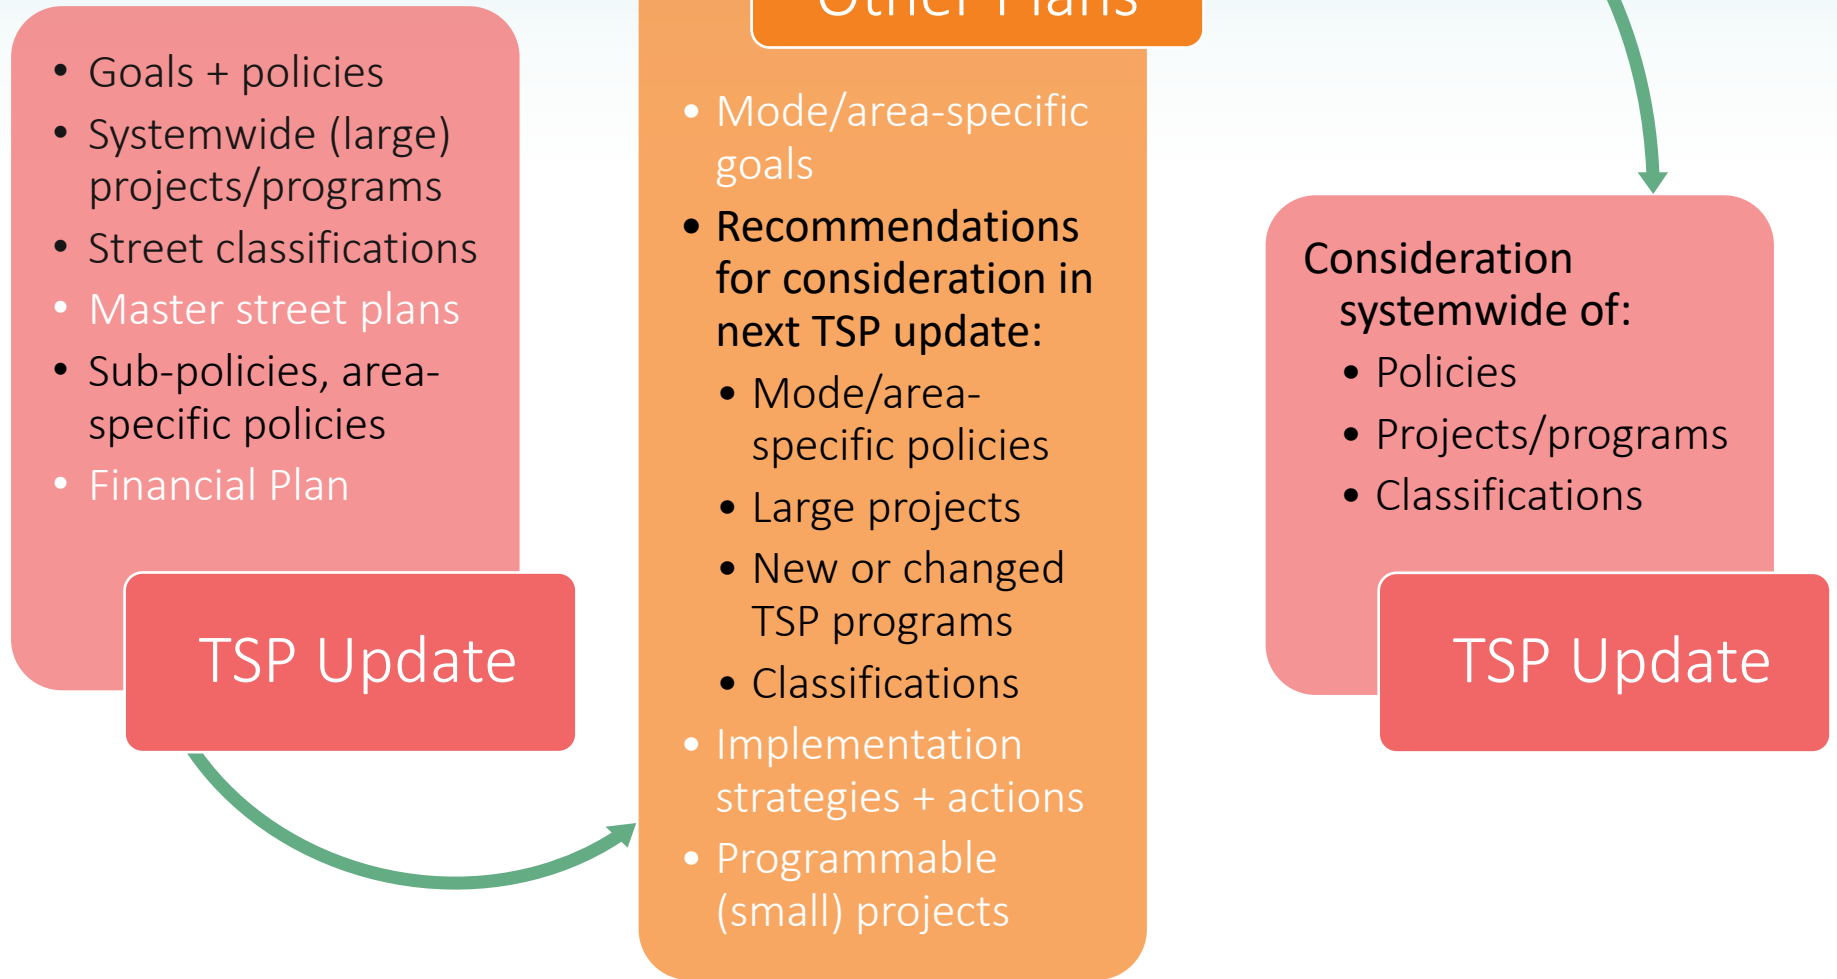 • Goals + policies
• Systemwide (large)
projects/programs
• Street classifications
• Master street plans
• Sub-policies, area-
specific policies
• Financial Plan
TSP Update
Other Plans
• Mode/area-specific
goals
• Recommendations
for consideration in
next TSP update:
• Mode/area-
specific policies
• Large projects
• New or changed
TSP programs
• Classifications
• Implementation
strategies + actions
• Programmable
(small) projects
Consideration
systemwide of:
• Policies
• Projects/programs
• Classifications
TSP Update